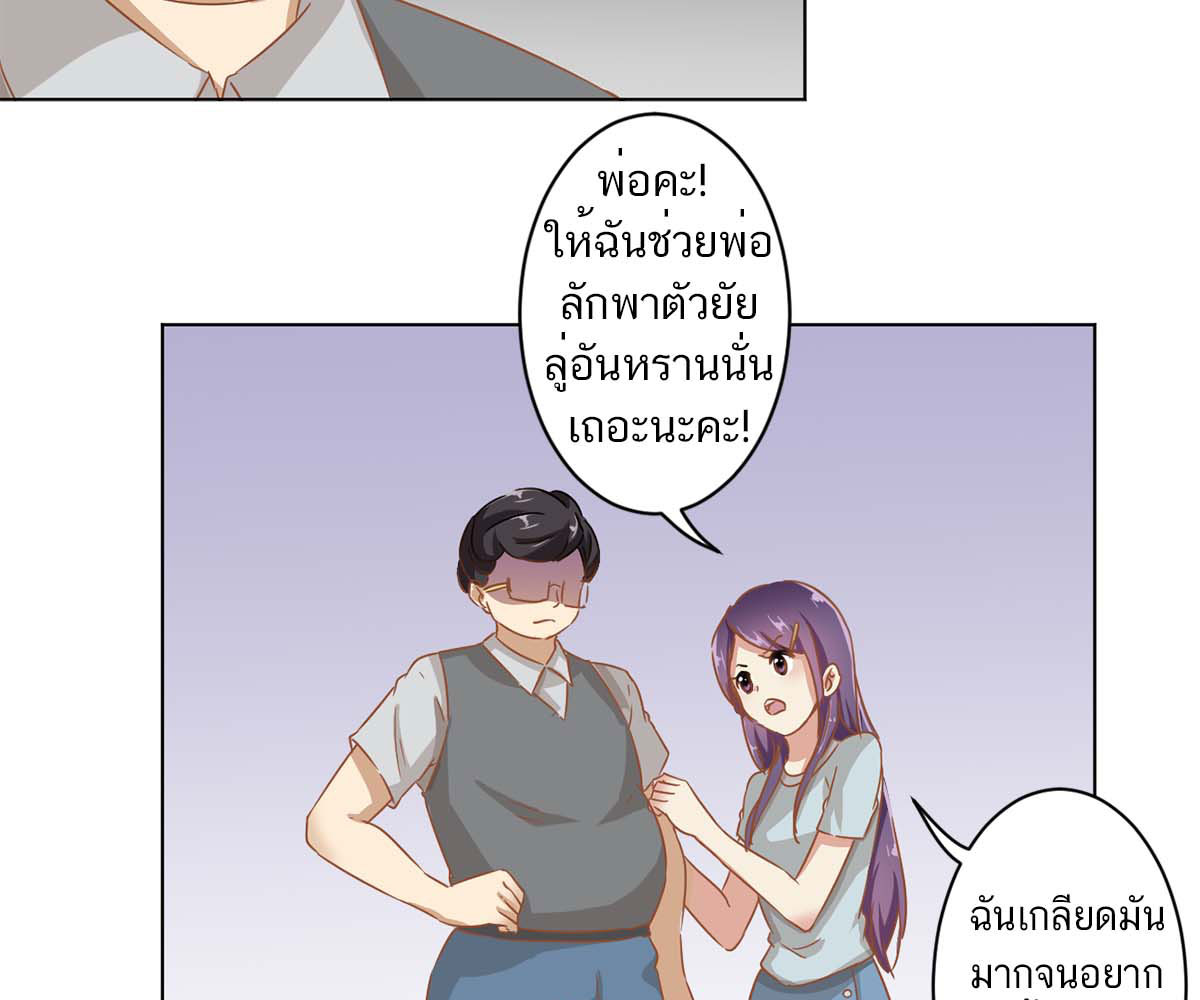 พ่อคะ!
ให้ฉันช่วยพ่อ
ลักพาตัวยัย
ลู่อันหรานนั่น
เถอะนะคะ!
ฉันเกลียดมัน
มากจนอยาก